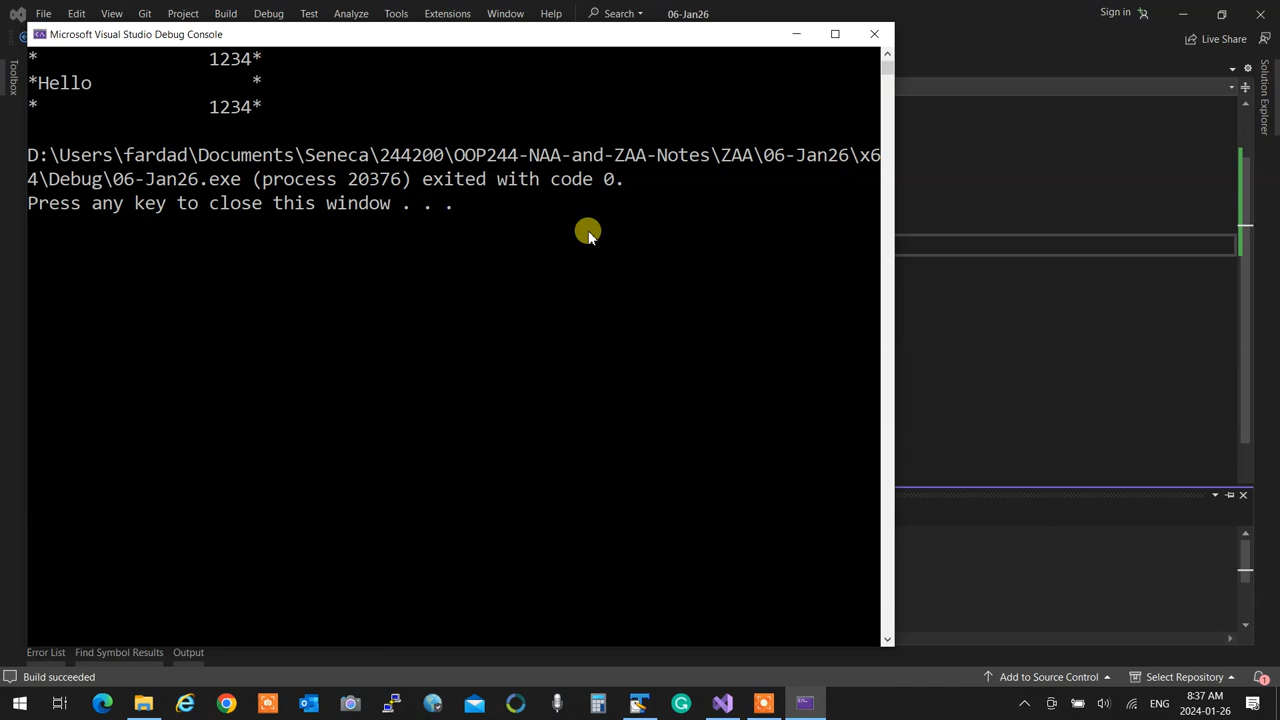 File Edit View Git Project Build Debug Test Analyze Tools Extensions Window Help Search 06-Jan26 Sign in
Microsoft Visual Studio Debug Console
Live Share
Toolbox
Solution Explorer
*                    1234*
*Hello                    *
*                    1234*
D:\Users\fardad\Documents\Seneca\244200\OOP244-NAA-and-ZAA-Notes\ZAA\06-Jan26\x6
4\Debug\06-Jan26.exe (process 20376) exited with code 0.
Press any key to close this window . . .
Error List Find Symbol Results Output
Build succeeded Add to Source Control Select Repository 1
ENG 8:37 AM
2024-01-26